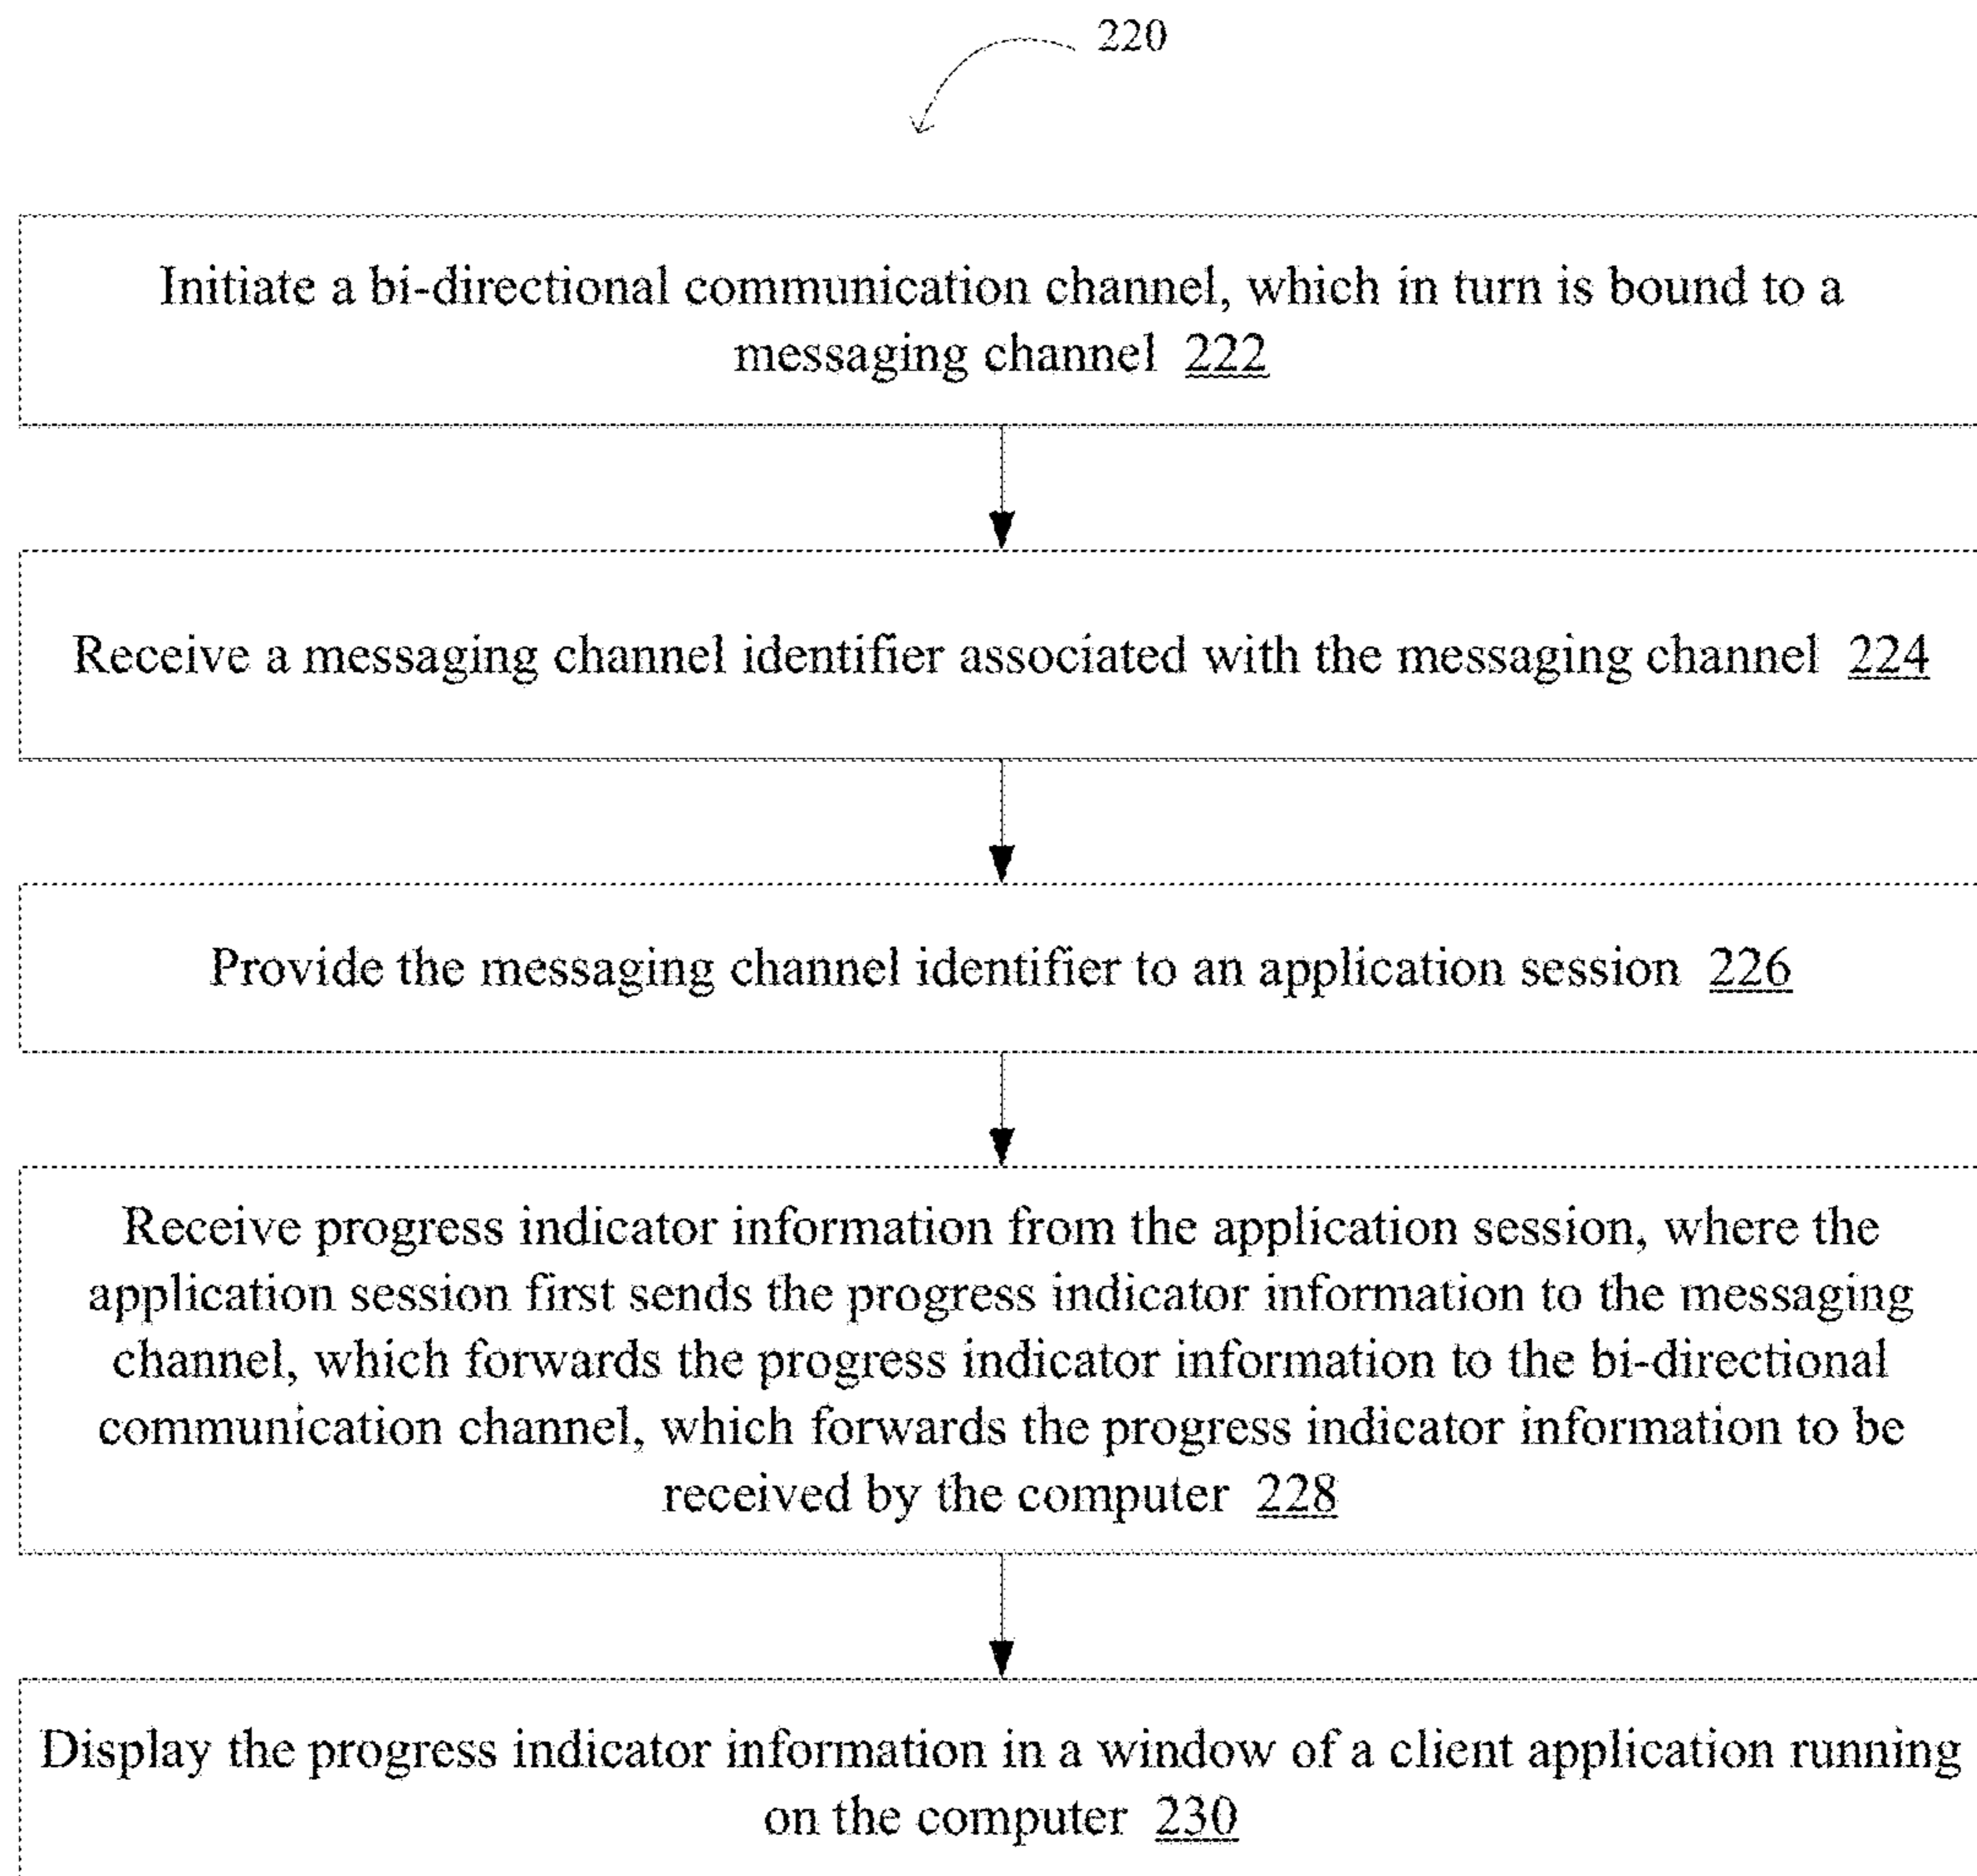 220
Initiate a bi-directional communication channel, which in turn is bound to a
messaging channel 222
Receive a messaging channel identifier associated with the messaging channel 224
Provide the messaging channel identifier to an application session 226
Receive progress indicator information from the application session, where the
application session first sends the progress indicator information to the messaging
channel, which forwards the progress indicator information to the bi-directional
communication channel, which forwards the progress indicator information to be
received by the computer 228
Display the progress indicator information in a window of a client application running
on the computer 230